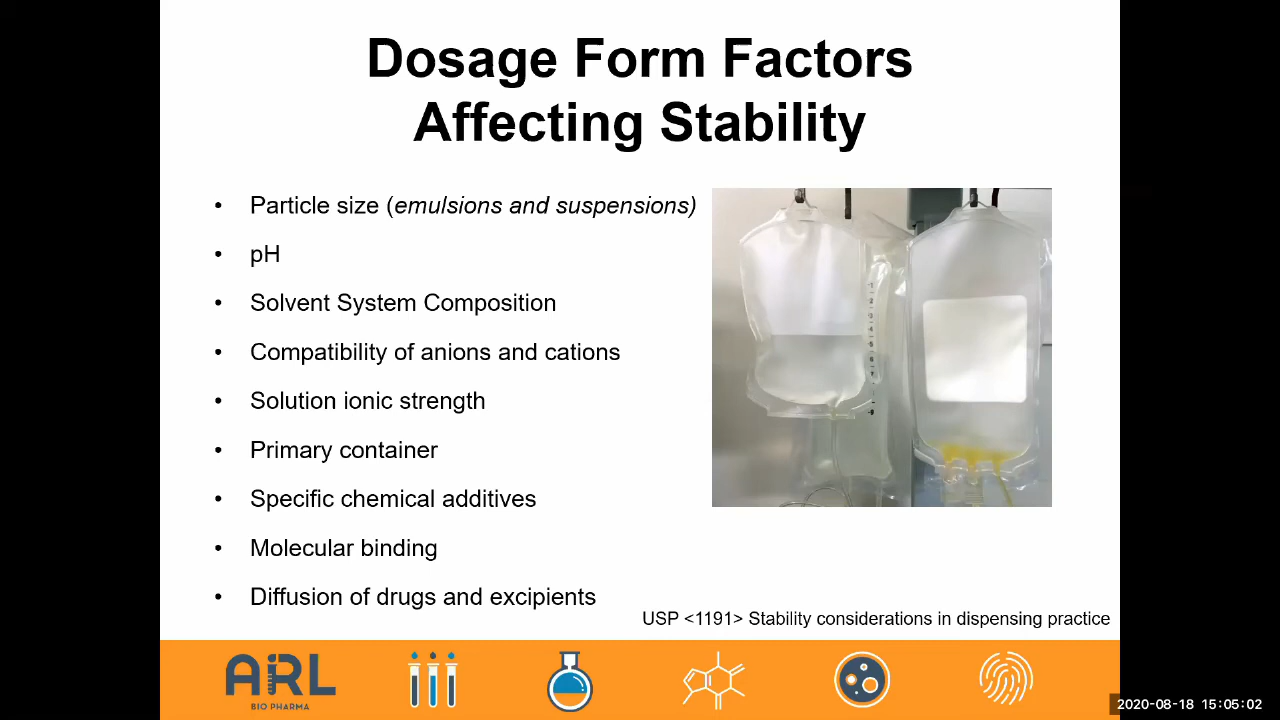 Dosage Form Factors
Affecting Stability
• Particle size (emulsions and suspensions)
• pH
• Solvent System Composition
• Compatibility of anions and cations
• Solution ionic strength
• Primary container
• Specific chemical additives
• Molecular binding
• Diffusion of drugs and excipients
USP <1191> Stability considerations in dispensing practice
ARL
BIO PHARMA
2020-08-18 15:05:02